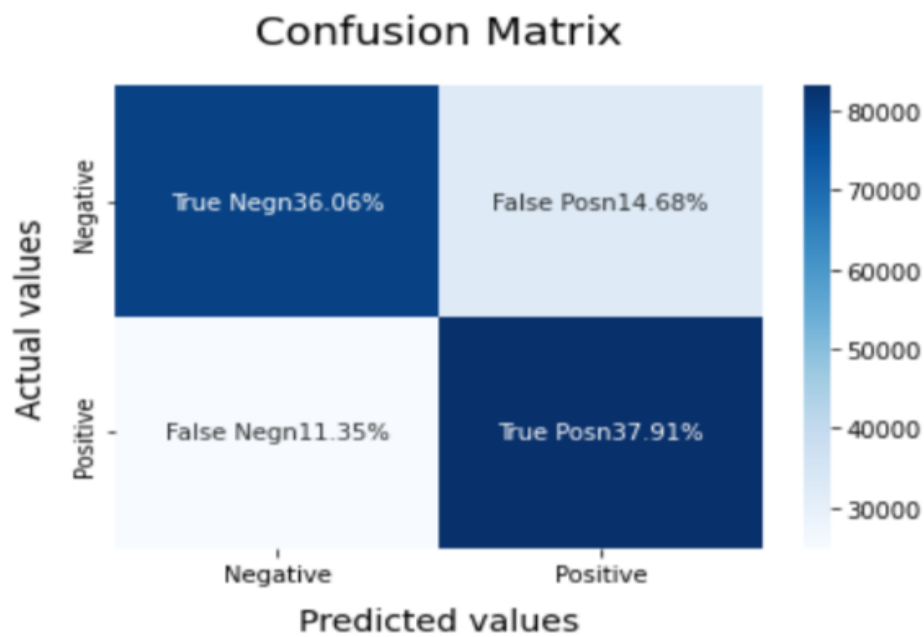 Confusion Matrix
Actual values
Negative
True Negn36.06%
False Posn14.68%
Positive
False Negn11.35%
True Posn37.91%
Negative
Positive
Predicted values
80000
70000
60000
50000
40000
30000